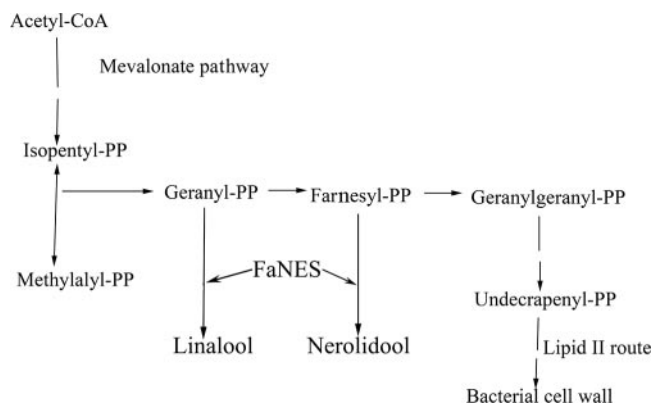 Acetyl-CoA
Mevalonate pathway
Isopentyl-PP
Geranyl-PP
Farnesyl-PP
Geranylgeranyl-PP
Methylalyl-PP
FaNES
Undecrapenyl-PP
Linalool
Nerolidool
Lipid II route
Bacterial cell wall